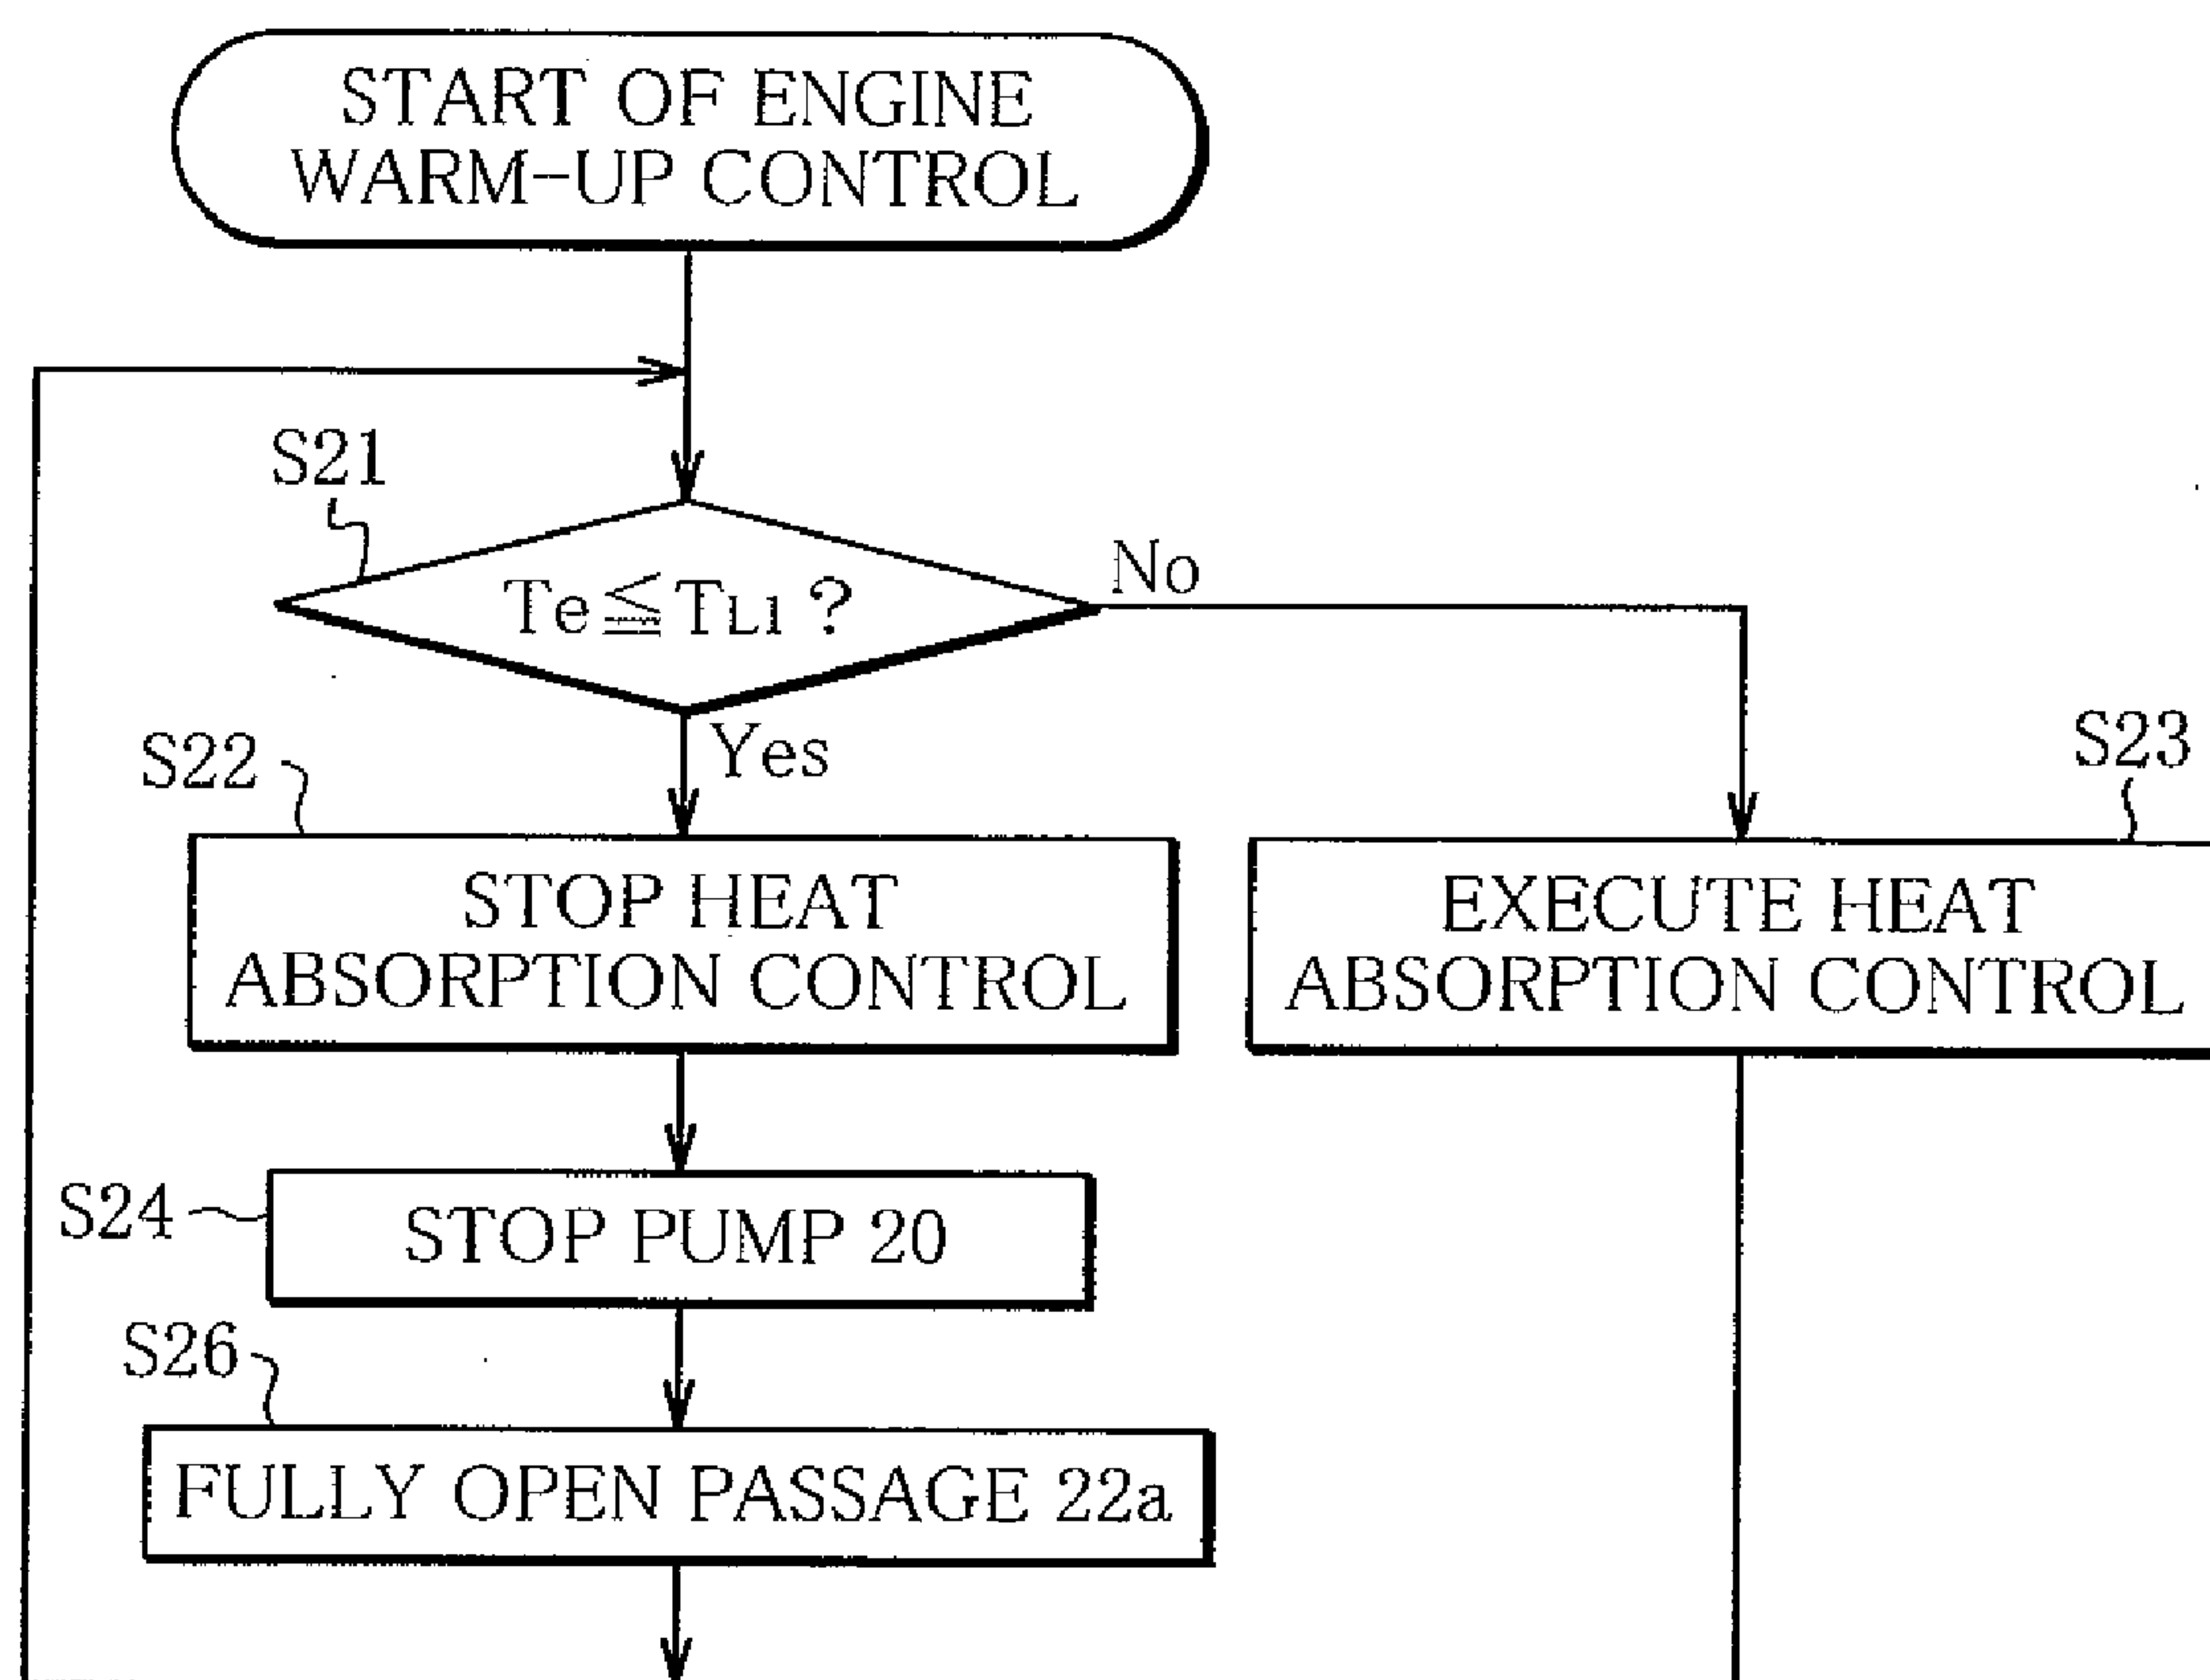 START OF ENGINE
WARM-UP CONTROL
S21
Te≦TL1 ?
No
Yes
S22
STOP HEAT
ABSORPTION CONTROL
S23
EXECUTE HEAT
ABSORPTION CONTROL
S24
STOP PUMP 20
S26
FULLY OPEN PASSAGE 22a